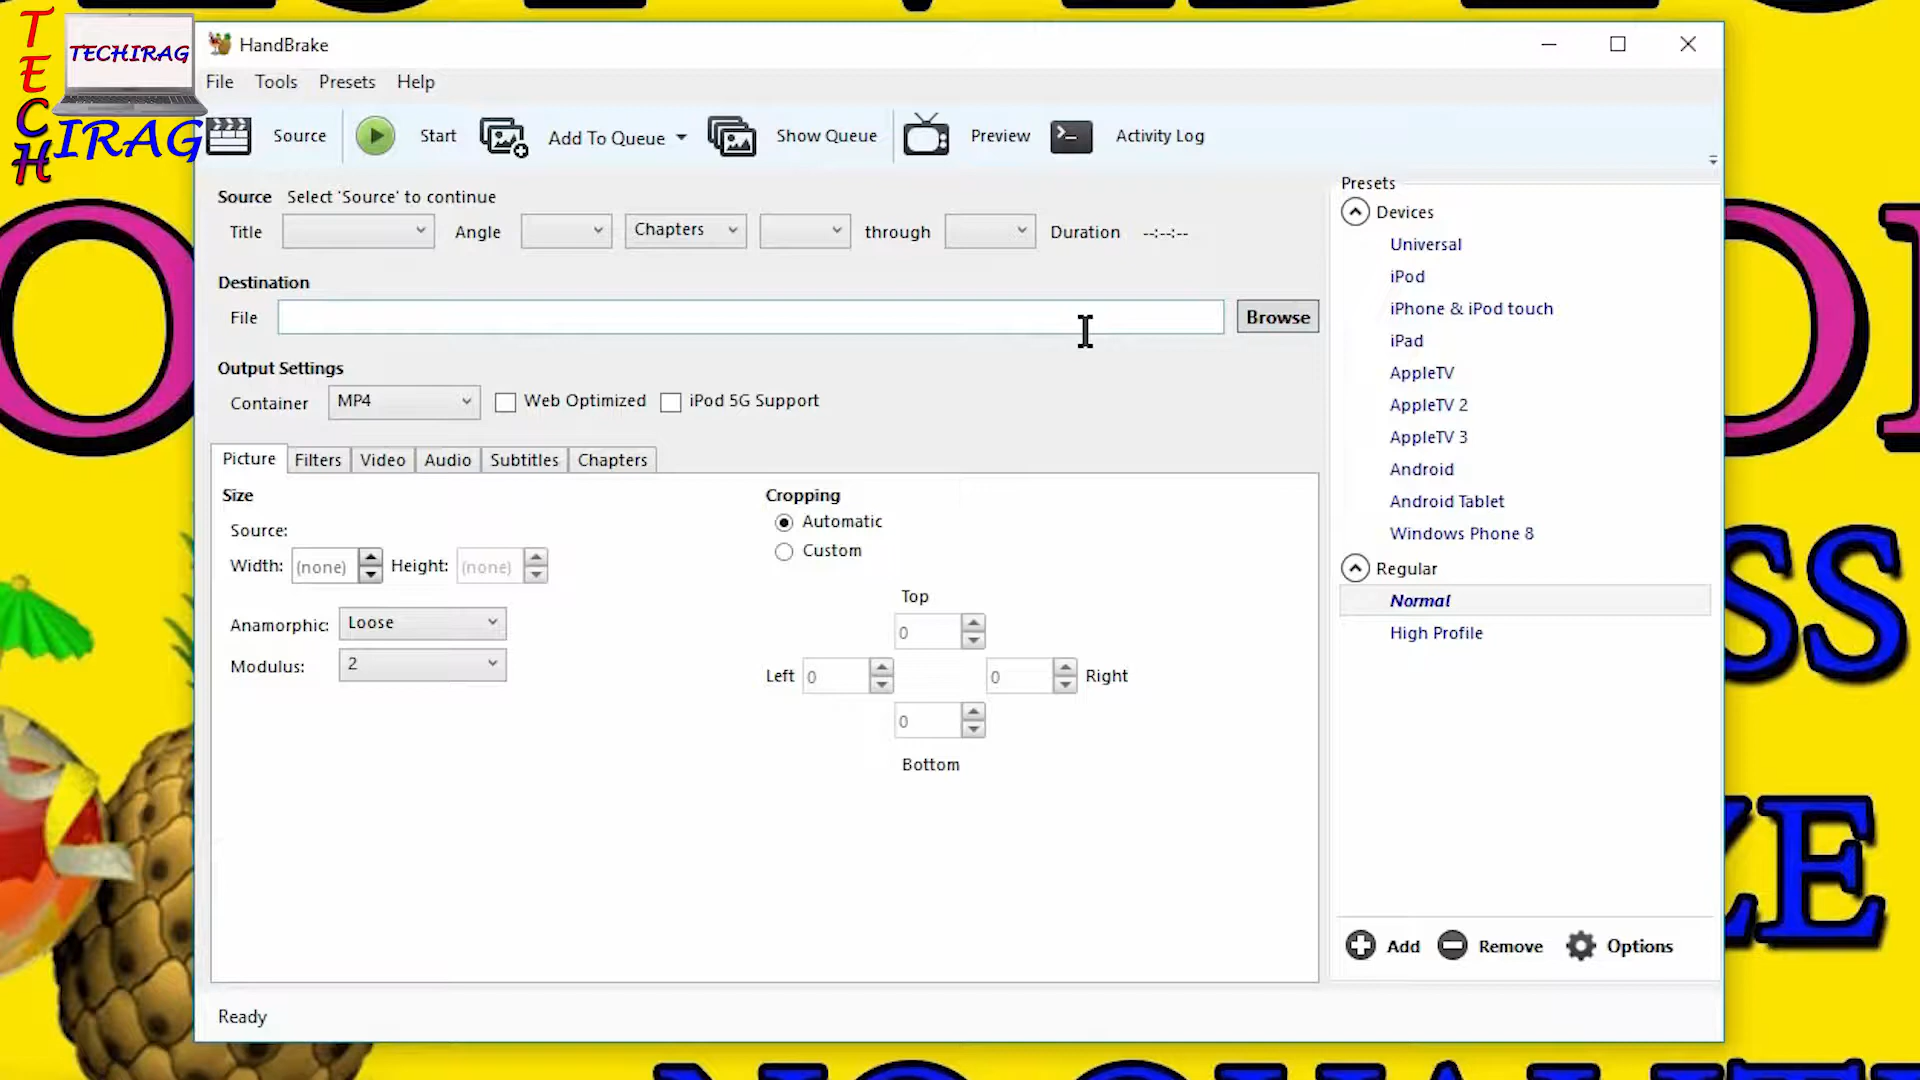 TECH
TECHIRAG
IRAG
HandBrake
File Tools Presets Help
Source Start Add To Queue Show Queue Preview Activity Log
Source Select 'Source' to continue
Title Angle Chapters through Duration --:--:--
Destination
File Browse
Output Settings
Container MP4 Web Optimized iPod 5G Support
Picture Filters Video Audio Subtitles Chapters
Size
Source:
Width: (none) Height: (none)
Anamorphic: Loose
Modulus: 2
Cropping
Automatic
Custom
Top
0
Left 0 0 Right
0
Bottom
Presets
Devices
Universal
iPod
iPhone & iPod touch
iPad
AppleTV
AppleTV 2
AppleTV 3
Android
Android Tablet
Windows Phone 8
Regular
Normal
High Profile
Add Remove Options
Ready